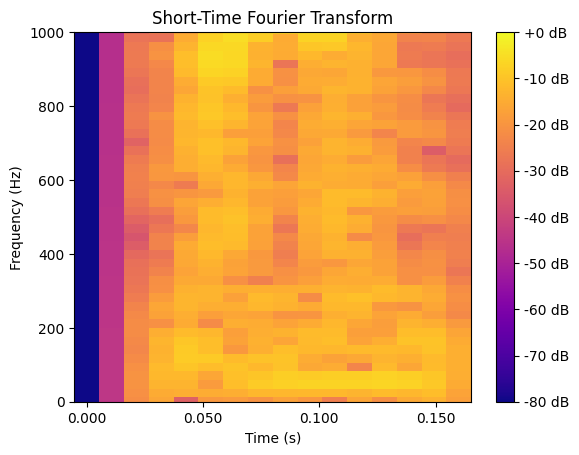 Short-Time Fourier Transform
Frequency (Hz)
1000
800
600
400
200
0
0.000
0.050
0.100
0.150
Time (s)
+0 dB
-10 dB
-20 dB
-30 dB
-40 dB
-50 dB
-60 dB
-70 dB
-80 dB